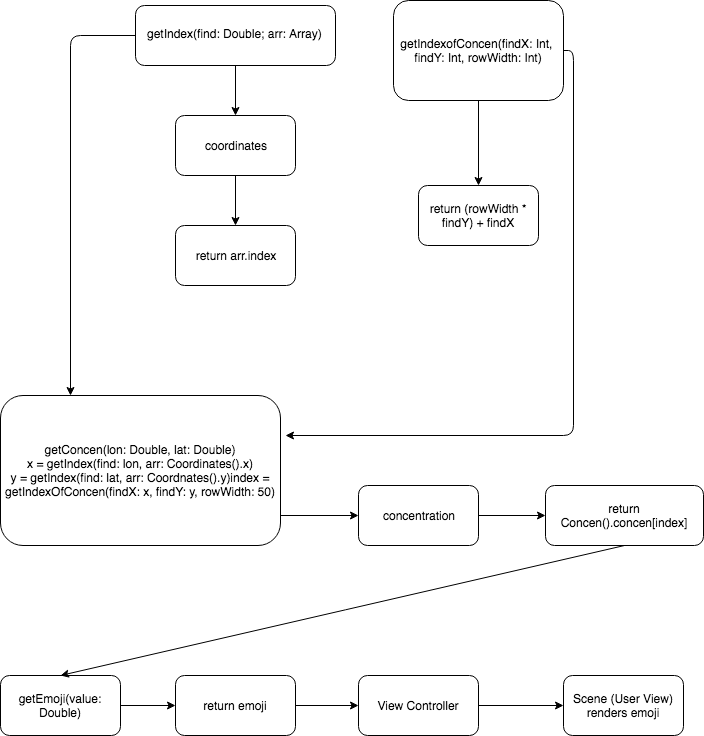 getIndex(find: Double; arr: Array)
getIndexofConcen(findX: Int,
findY: Int, rowWidth: Int)
coordinates
return (rowWidth *
findY) + findX
return arr.index
getConcen(lon: Double, lat: Double)
x = getIndex(find: lon, arr: Coordinates().x)
y = getIndex(find: lat, arr: Coordnates().y)index =
getIndexOfConcen(findX: x, findY: y, rowWidth: 50)
concentration
return
Concen().concen[index]
getEmoji(value:
Double)
return emoji
View Controller
Scene (User View)
renders emoji